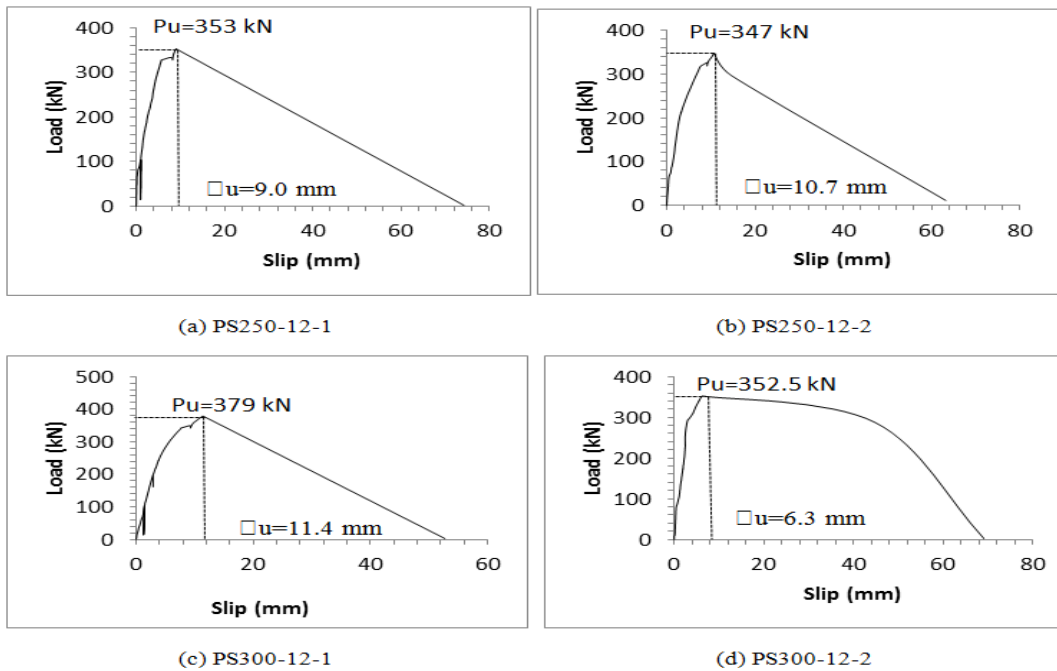 Pu=353 kN
400
300
200
100
0
Load (kN)
□u=9.0 mm
0 20 40 60 80
Slip (mm)
(a) PS250-12-1
Pu=347 kN
400
300
200
100
0
Load (kN)
□u=10.7 mm
0 20 40 60 80
Slip (mm)
(b) PS250-12-2
500
400
300
200
100
0
Pu=379 kN
Load (kN)
□u=11.4 mm
0 20 40 60
Slip (mm)
(c) PS300-12-1
400
300
200
100
0
Pu=352.5 kN
Load (kN)
□u=6.3 mm
0 20 40 60 80
Slip (mm)
(d) PS300-12-2